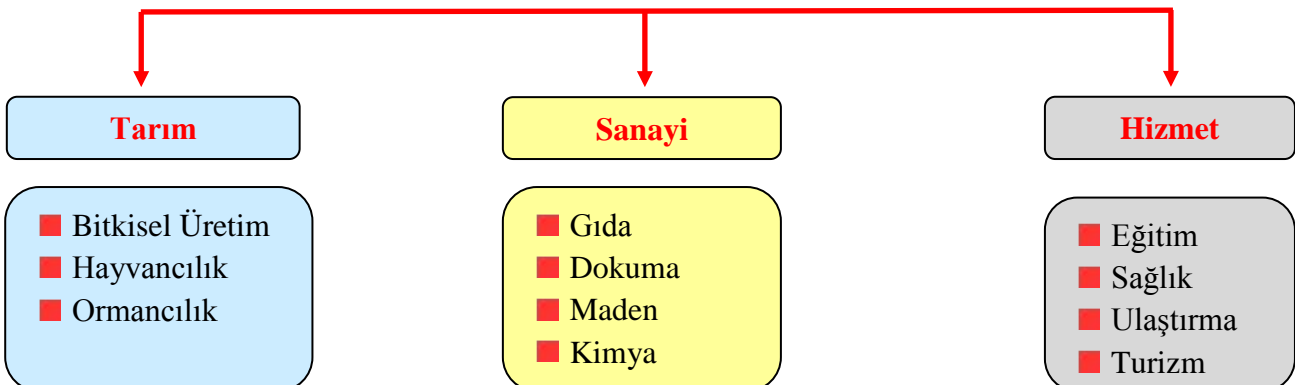 Tarım
Bitkisel Üretim
Hayvancılık
Ormancılık
Sanayi
Gıda
Dokuma
Maden
Kimya
Hizmet
Eğitim
Sağlık
Ulaştırma
Turizm